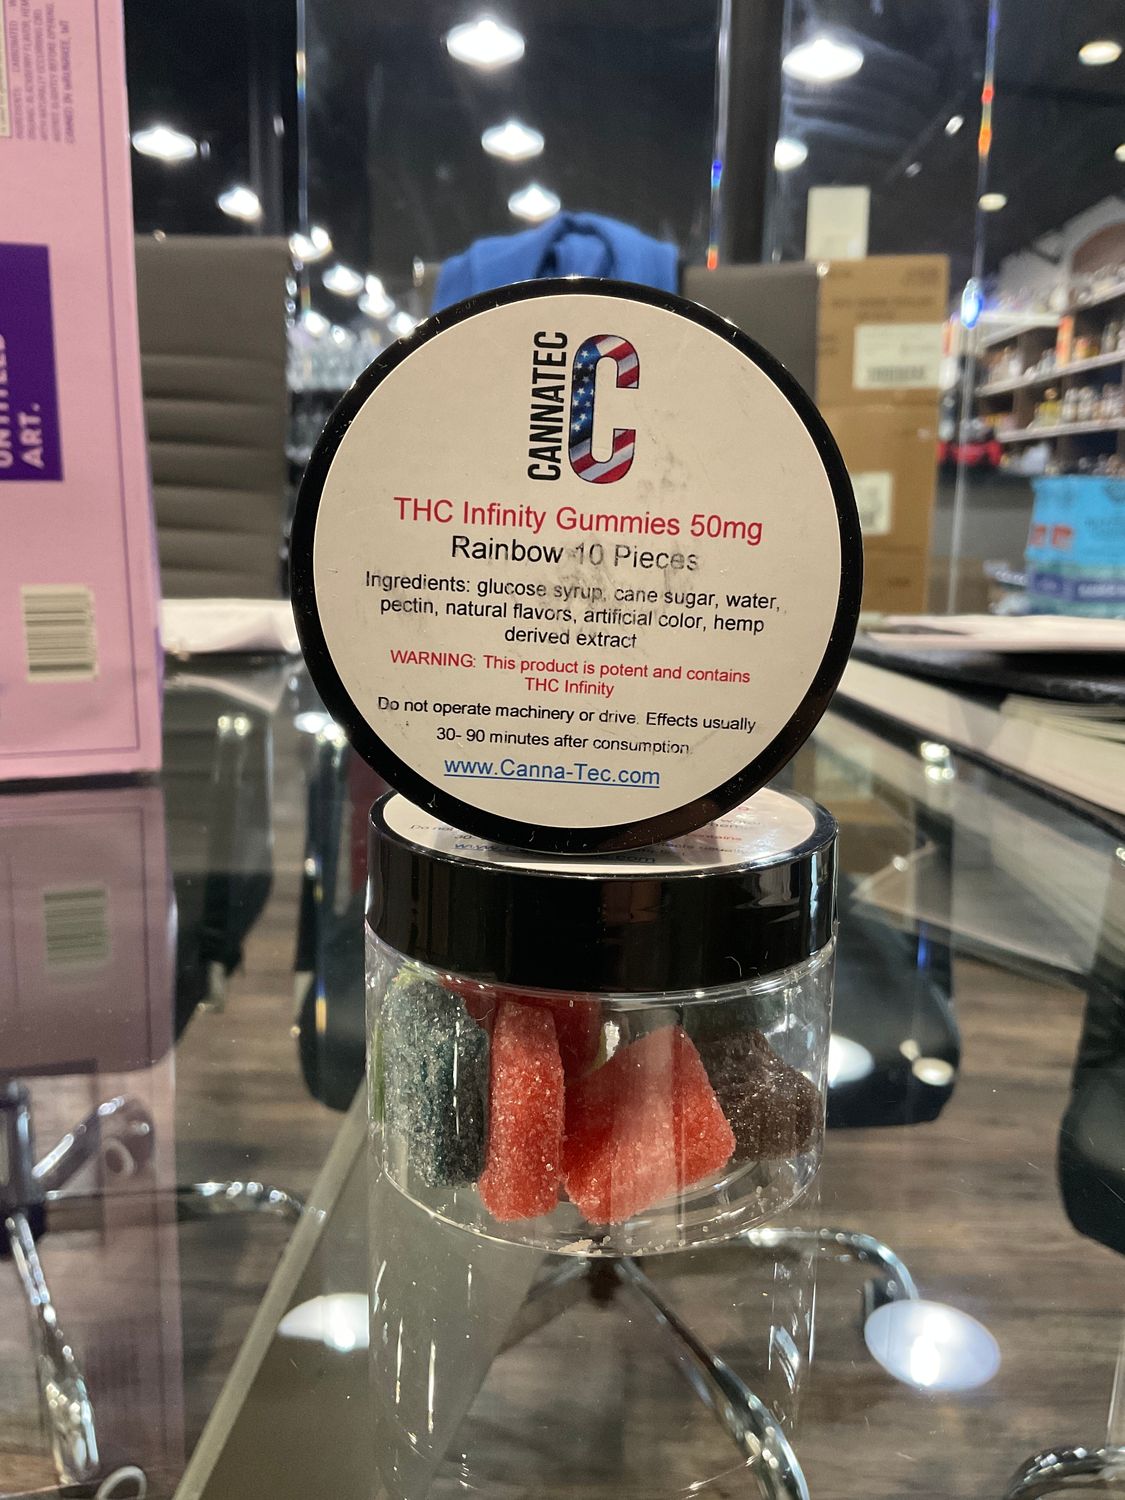 CANNATEC
C
THC Infinity Gummies 50mg
Rainbow 10 Pieces
Ingredients: glucose syrup, cane sugar, water,
pectin, natural flavors, artificial color, hemp
derived extract
WARNING: This product is potent and contains
THC Infinity
Do not operate machinery or drive. Effects usually
30- 90 minutes after consumption
www.Canna-Tec.com
ART.